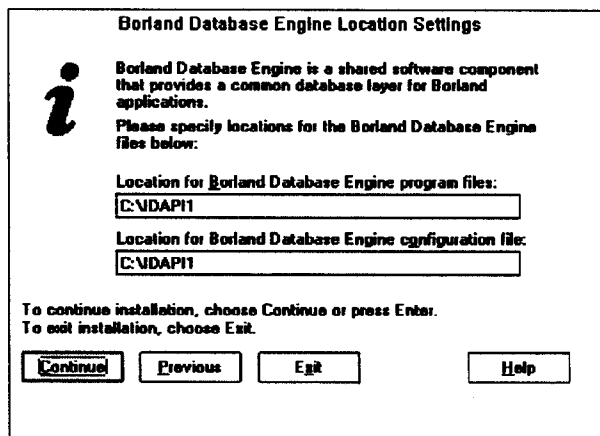 Borland Database Engine Location Settings
Borland Database Engine is a shared software component
that provides a common database layer for Borland
applications.
Please specify locations for the Borland Database Engine
files below:
Location for Borland Database Engine program files:
C:\IDAPI1
Location for Borland Database Engine configuration file:
C:\IDAPI1
To continue installation, choose Continue or press Enter.
To exit installation, choose Exit.
Continue Previous Exit Help